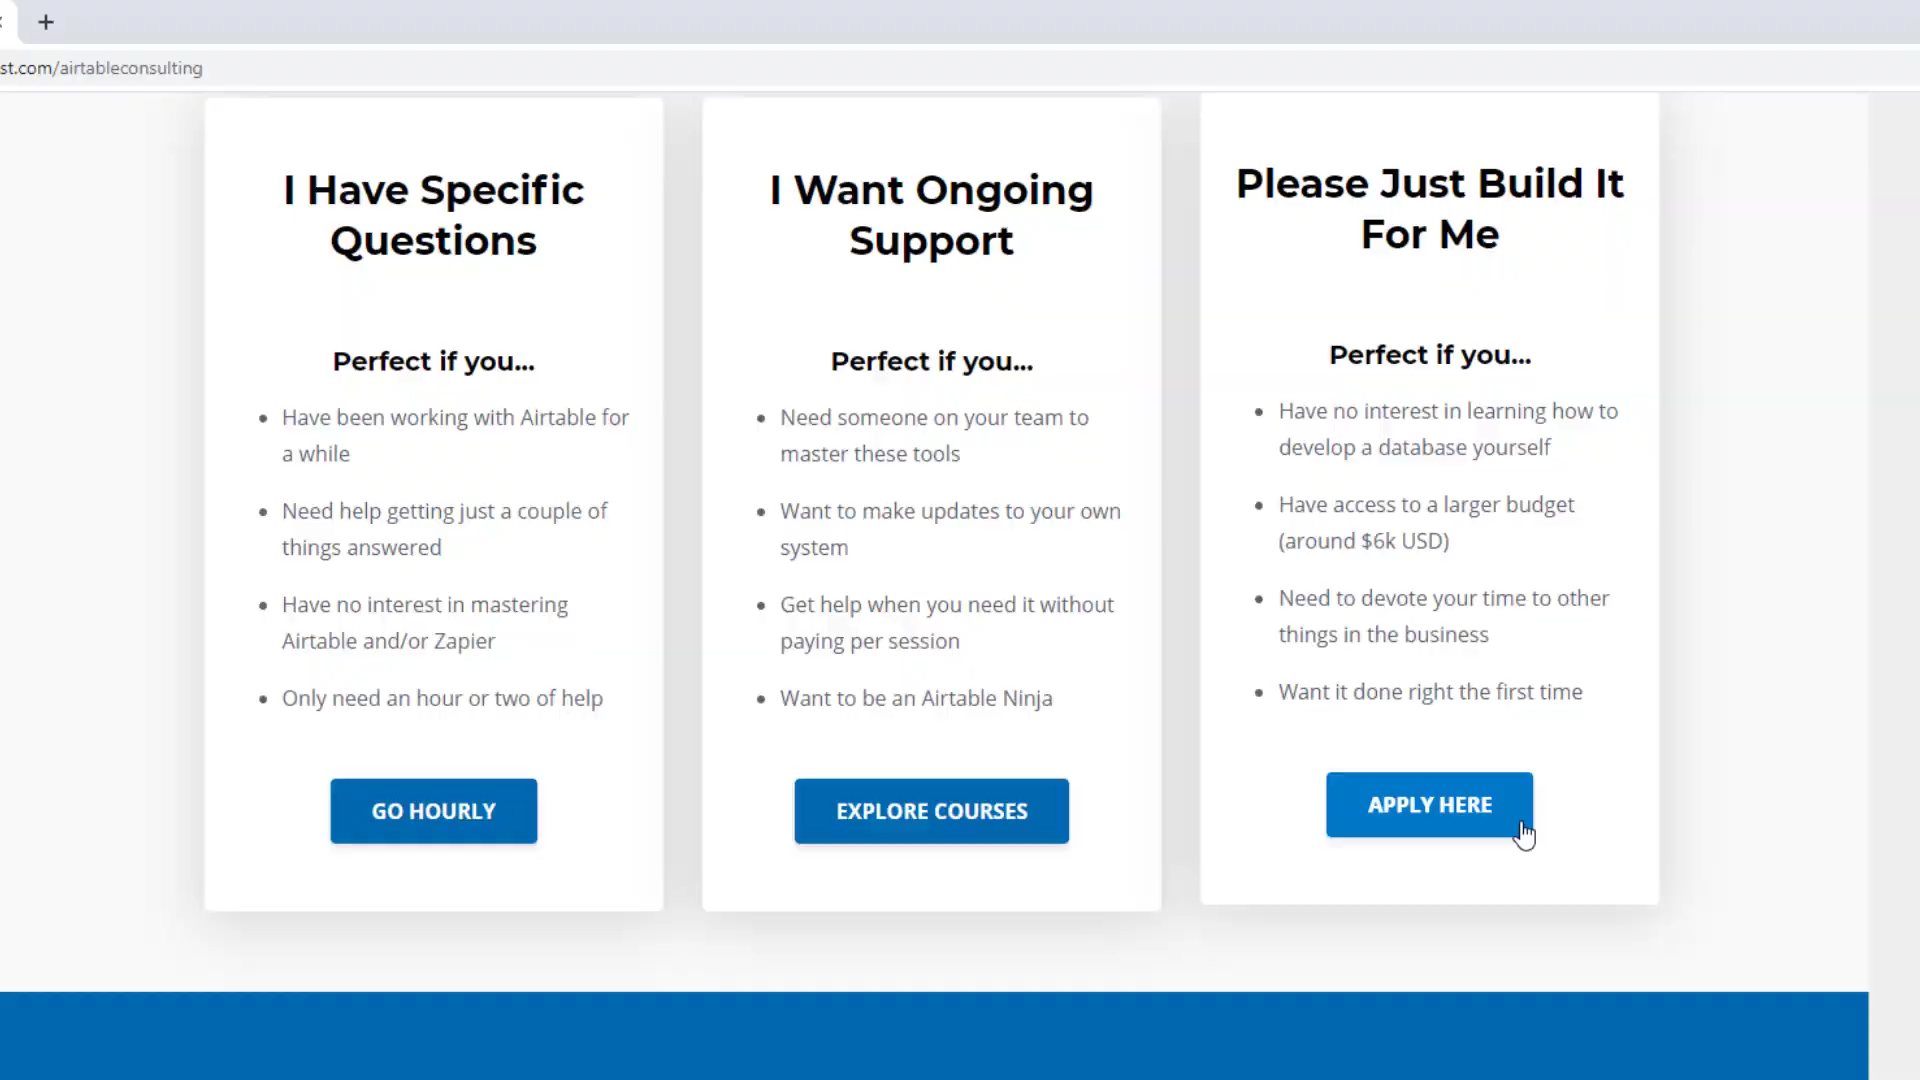 st.com/airtableconsulting
I Have Specific
Questions
Perfect if you...
Have been working with Airtable for
a while
Need help getting just a couple of
things answered
Have no interest in mastering
Airtable and/or Zapier
Only need an hour or two of help
GO HOURLY
I Want Ongoing
Support
Perfect if you...
Need someone on your team to
master these tools
Want to make updates to your own
system
Get help when you need it without
paying per session
Want to be an Airtable Ninja
EXPLORE COURSES
Please Just Build It
For Me
Perfect if you...
Have no interest in learning how to
develop a database yourself
Have access to a larger budget
(around $6k USD)
Need to devote your time to other
things in the business
Want it done right the first time
APPLY HERE